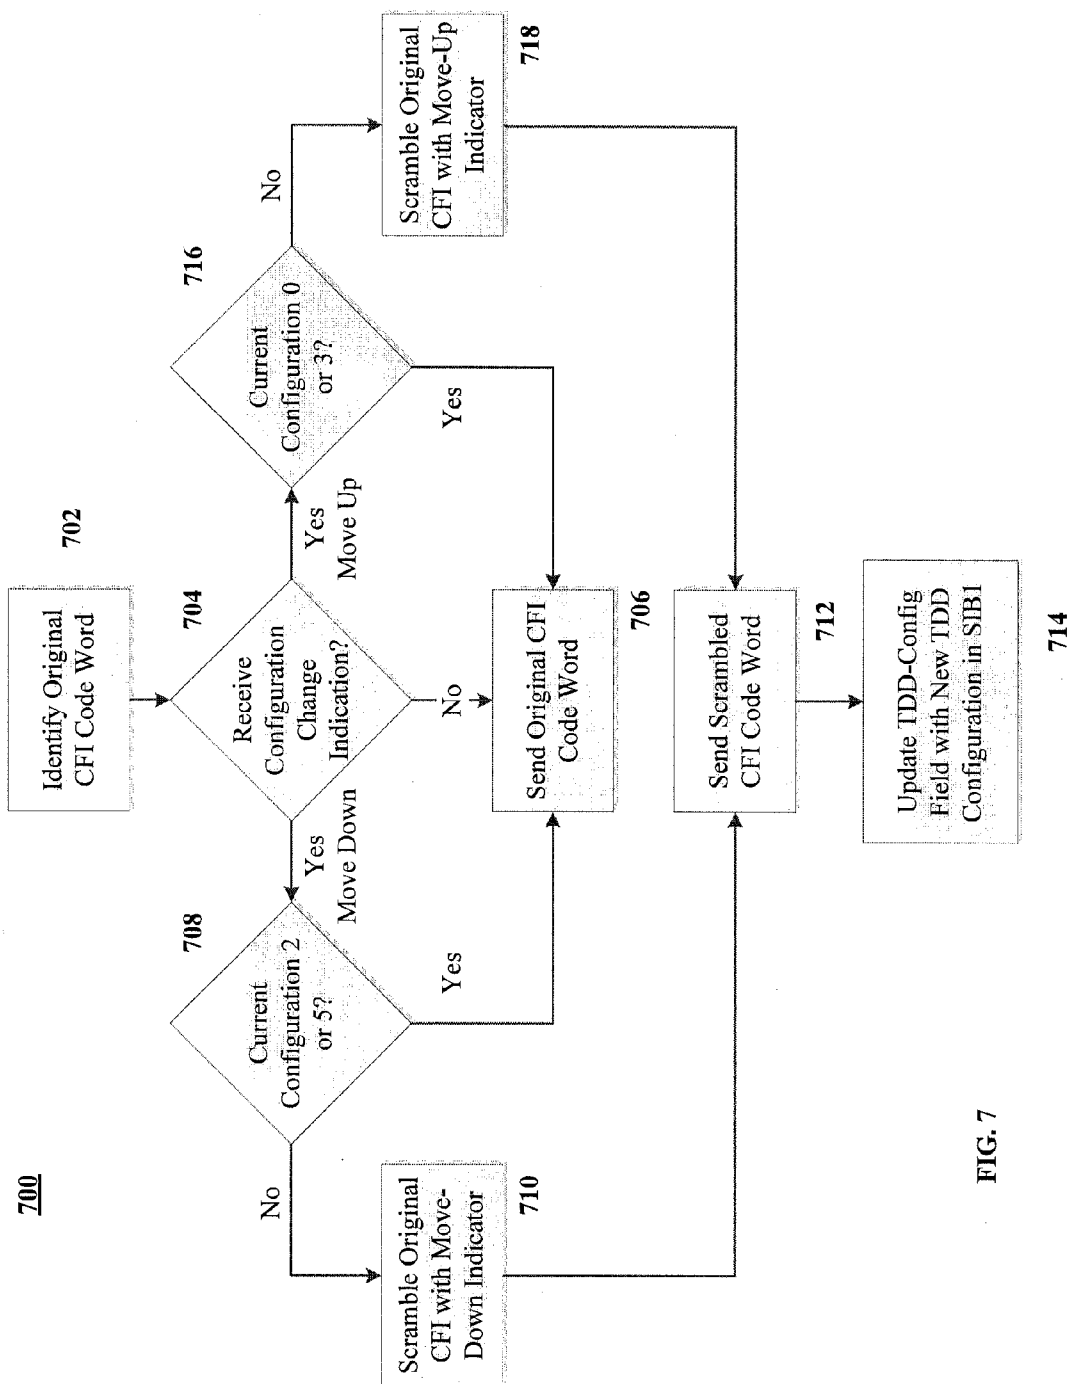 700
Identify Original
CFI Code Word
702
Receive
Configuration
Change
Indication?
704
Yes
Move Down
Yes
Move Up
No
Current
Configuration 2
or 5?
708
Current
Configuration 0
or 3?
716
No
Yes
Yes
No
Scramble Original
CFI with Move-
Down Indicator
710
Send Original CFI
Code Word
706
Scramble Original
CFI with Move-Up
Indicator
718
Send Scrambled
CFI Code Word
712
Update TDD-Config
Field with New TDD
Configuration in SIB1
714
FIG. 7